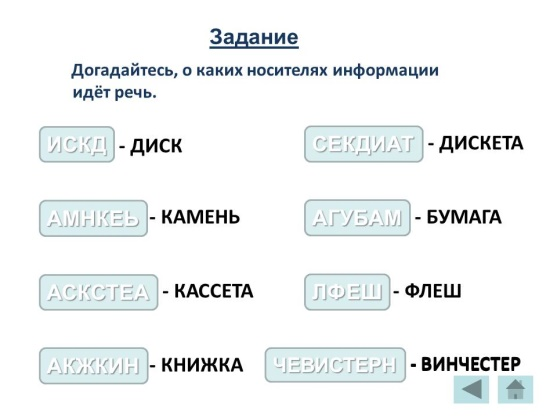 Задание
Догадайтесь, о каких носителях информации
идёт речь.
ИСКД - ДИСК
СЕКДИАТ - ДИСКЕТА
АМНКЕЬ - КАМЕНЬ
АГУБАМ - БУМАГА
АСКСТЕА - КАССЕТА
ЛФЕШ - ФЛЕШ
АКЖКИН - КНИЖКА
ЧЕВИСТЕРН - ВИНЧЕСТЕР